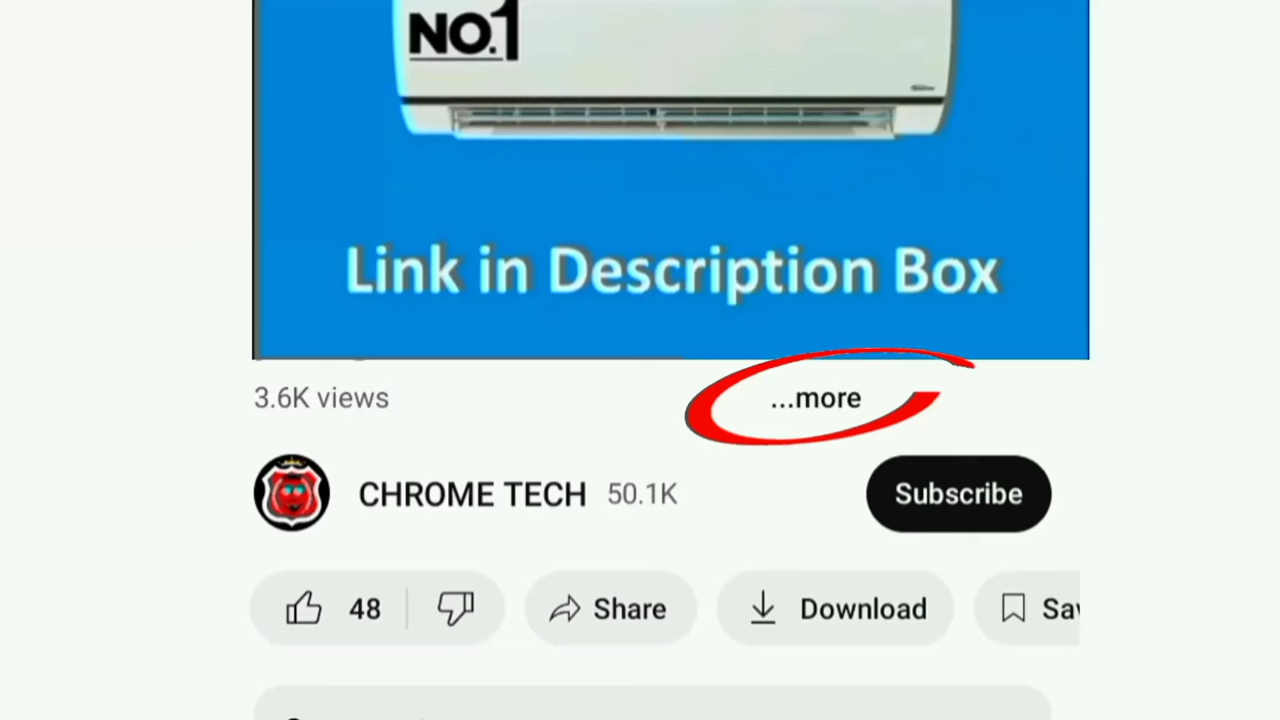 NO.1
Link in Description Box
3.6K views
...more
CHROME TECH 50.1K
Subscribe
48
Share
Download